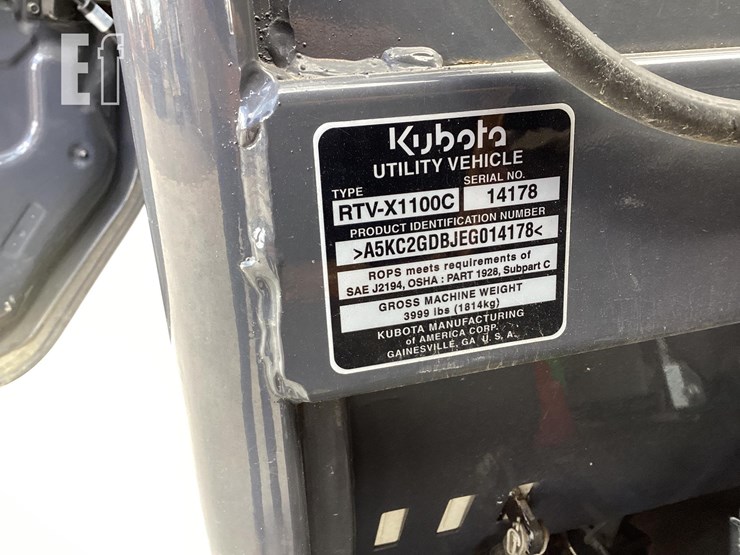 Ef
Kubota
UTILITY VEHICLE
TYPE SERIAL NO.
RTV-X1100C 14178
PRODUCT IDENTIFICATION NUMBER
>A5KC2GDBJEG014178<
ROPS meets requirements of
SAE J2194, OSHA : PART 1928, Subpart C
GROSS MACHINE WEIGHT
3999 lbs (1814kg)
KUBOTA MANUFACTURING
of AMERICA CORP.
GAINESVILLE, GA U. S. A.